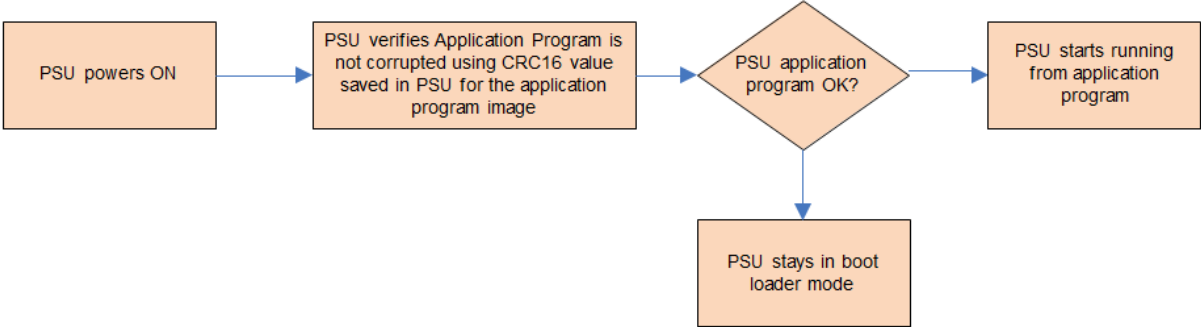 PSU powers ON
PSU verifies Application Program is
not corrupted using CRC16 value
saved in PSU for the application
program image
PSU application
program OK?
PSU starts running
from application
program
PSU stays in boot
loader mode